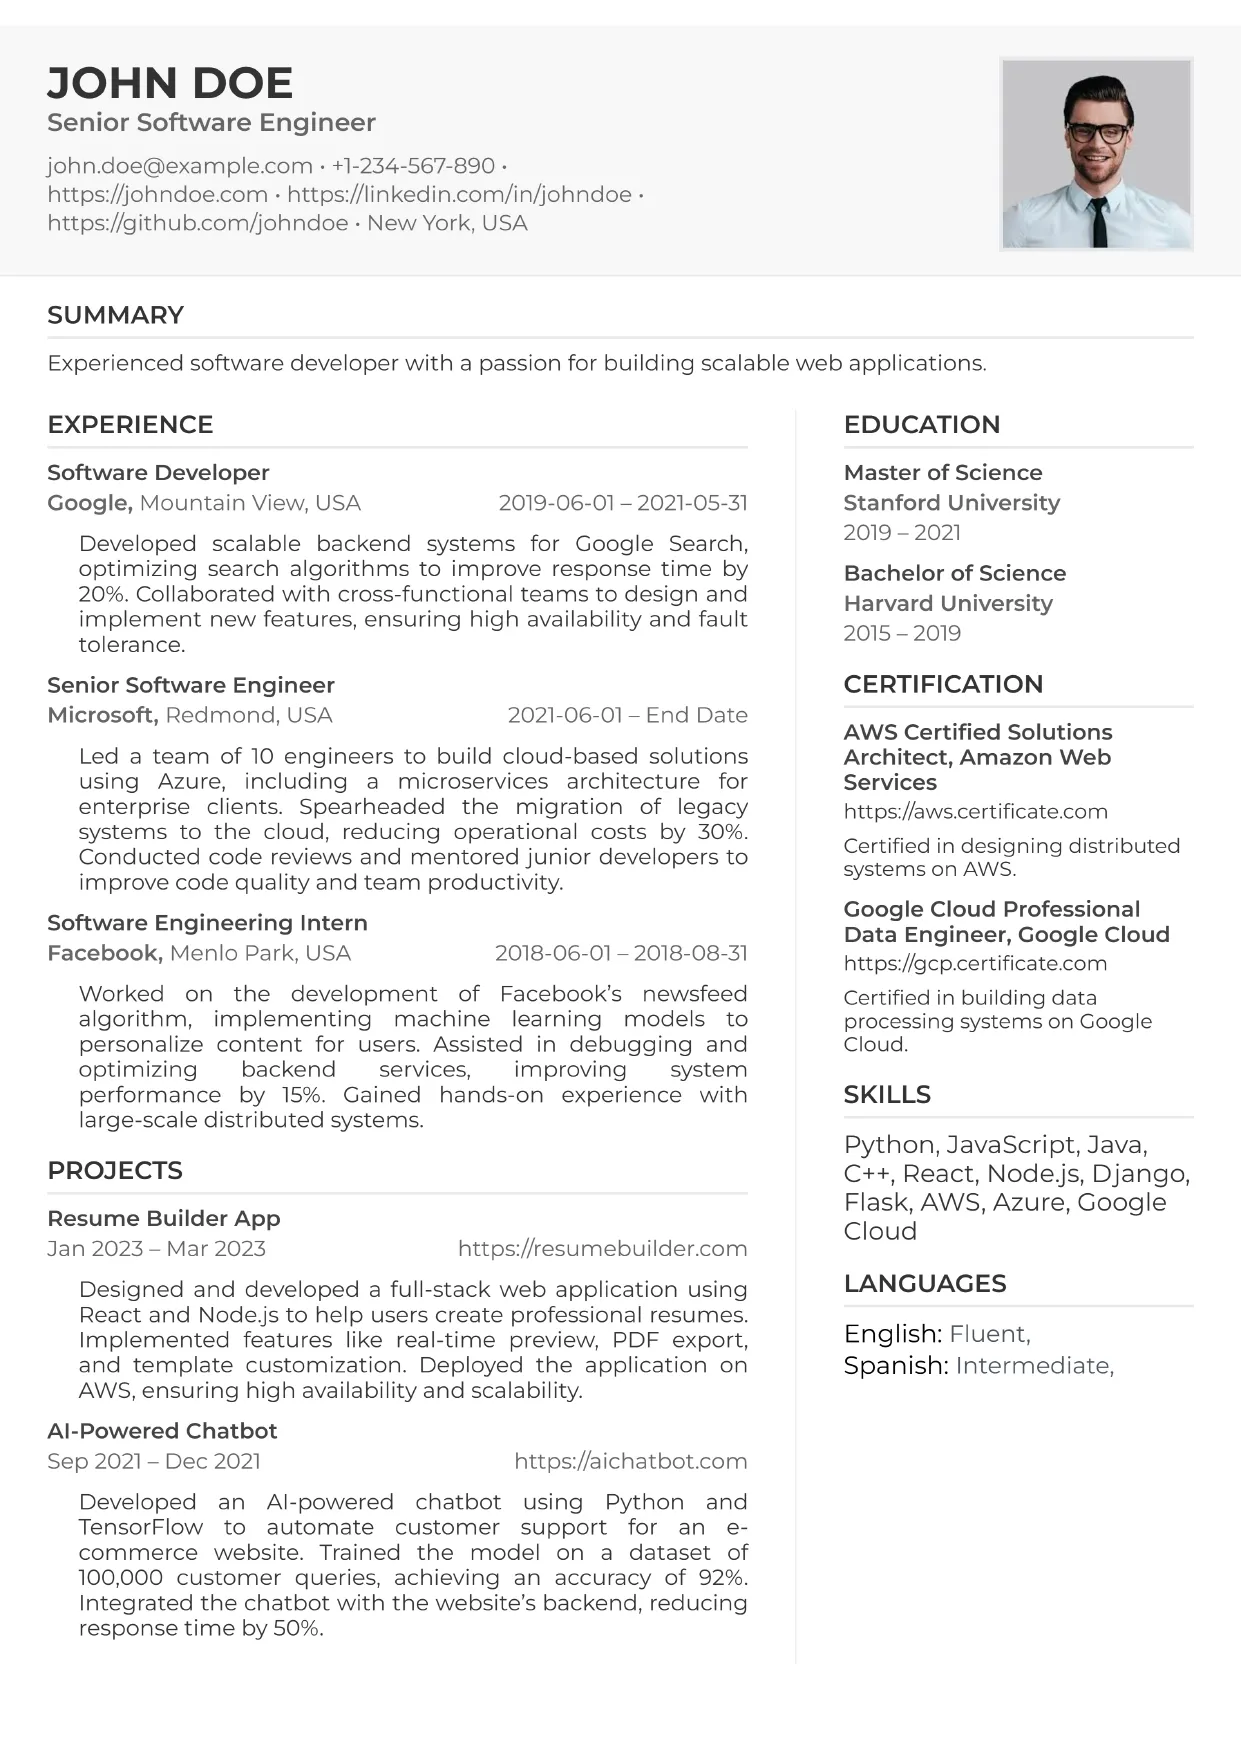 JOHN DOE
Senior Software Engineer
john.doe@example.com • +1-234-567-890 •
https://johndoe.com • https://linkedin.com/in/johndoe •
https://github.com/johndoe • New York, USA
SUMMARY
Experienced software developer with a passion for building scalable web applications.
EXPERIENCE
Software Developer
Google, Mountain View, USA 2019-06-01 – 2021-05-31
Developed scalable backend systems for Google Search,
optimizing search algorithms to improve response time by
20%. Collaborated with cross-functional teams to design and
implement new features, ensuring high availability and fault
tolerance.
Senior Software Engineer
Microsoft, Redmond, USA 2021-06-01 – End Date
Led a team of 10 engineers to build cloud-based solutions
using Azure, including a microservices architecture for
enterprise clients. Spearheaded the migration of legacy
systems to the cloud, reducing operational costs by 30%.
Conducted code reviews and mentored junior developers to
improve code quality and team productivity.
Software Engineering Intern
Facebook, Menlo Park, USA 2018-06-01 – 2018-08-31
Worked on the development of Facebook’s newsfeed
algorithm, implementing machine learning models to
personalize content for users. Assisted in debugging and
optimizing backend services, improving system
performance by 15%. Gained hands-on experience with
large-scale distributed systems.
PROJECTS
Resume Builder App
Jan 2023 – Mar 2023 https://resumebuilder.com
Designed and developed a full-stack web application using
React and Node.js to help users create professional resumes.
Implemented features like real-time preview, PDF export,
and template customization. Deployed the application on
AWS, ensuring high availability and scalability.
AI-Powered Chatbot
Sep 2021 – Dec 2021 https://aichatbot.com
Developed an AI-powered chatbot using Python and
TensorFlow to automate customer support for an e-
commerce website. Trained the model on a dataset of
100,000 customer queries, achieving an accuracy of 92%.
Integrated the chatbot with the website’s backend, reducing
response time by 50%.
EDUCATION
Master of Science
Stanford University
2019 – 2021
Bachelor of Science
Harvard University
2015 – 2019
CERTIFICATION
AWS Certified Solutions
Architect, Amazon Web
Services
https://aws.certificate.com
Certified in designing distributed
systems on AWS.
Google Cloud Professional
Data Engineer, Google Cloud
https://gcp.certificate.com
Certified in building data
processing systems on Google
Cloud.
SKILLS
Python, JavaScript, Java,
C++, React, Node.js, Django,
Flask, AWS, Azure, Google
Cloud
LANGUAGES
English: Fluent,
Spanish: Intermediate,